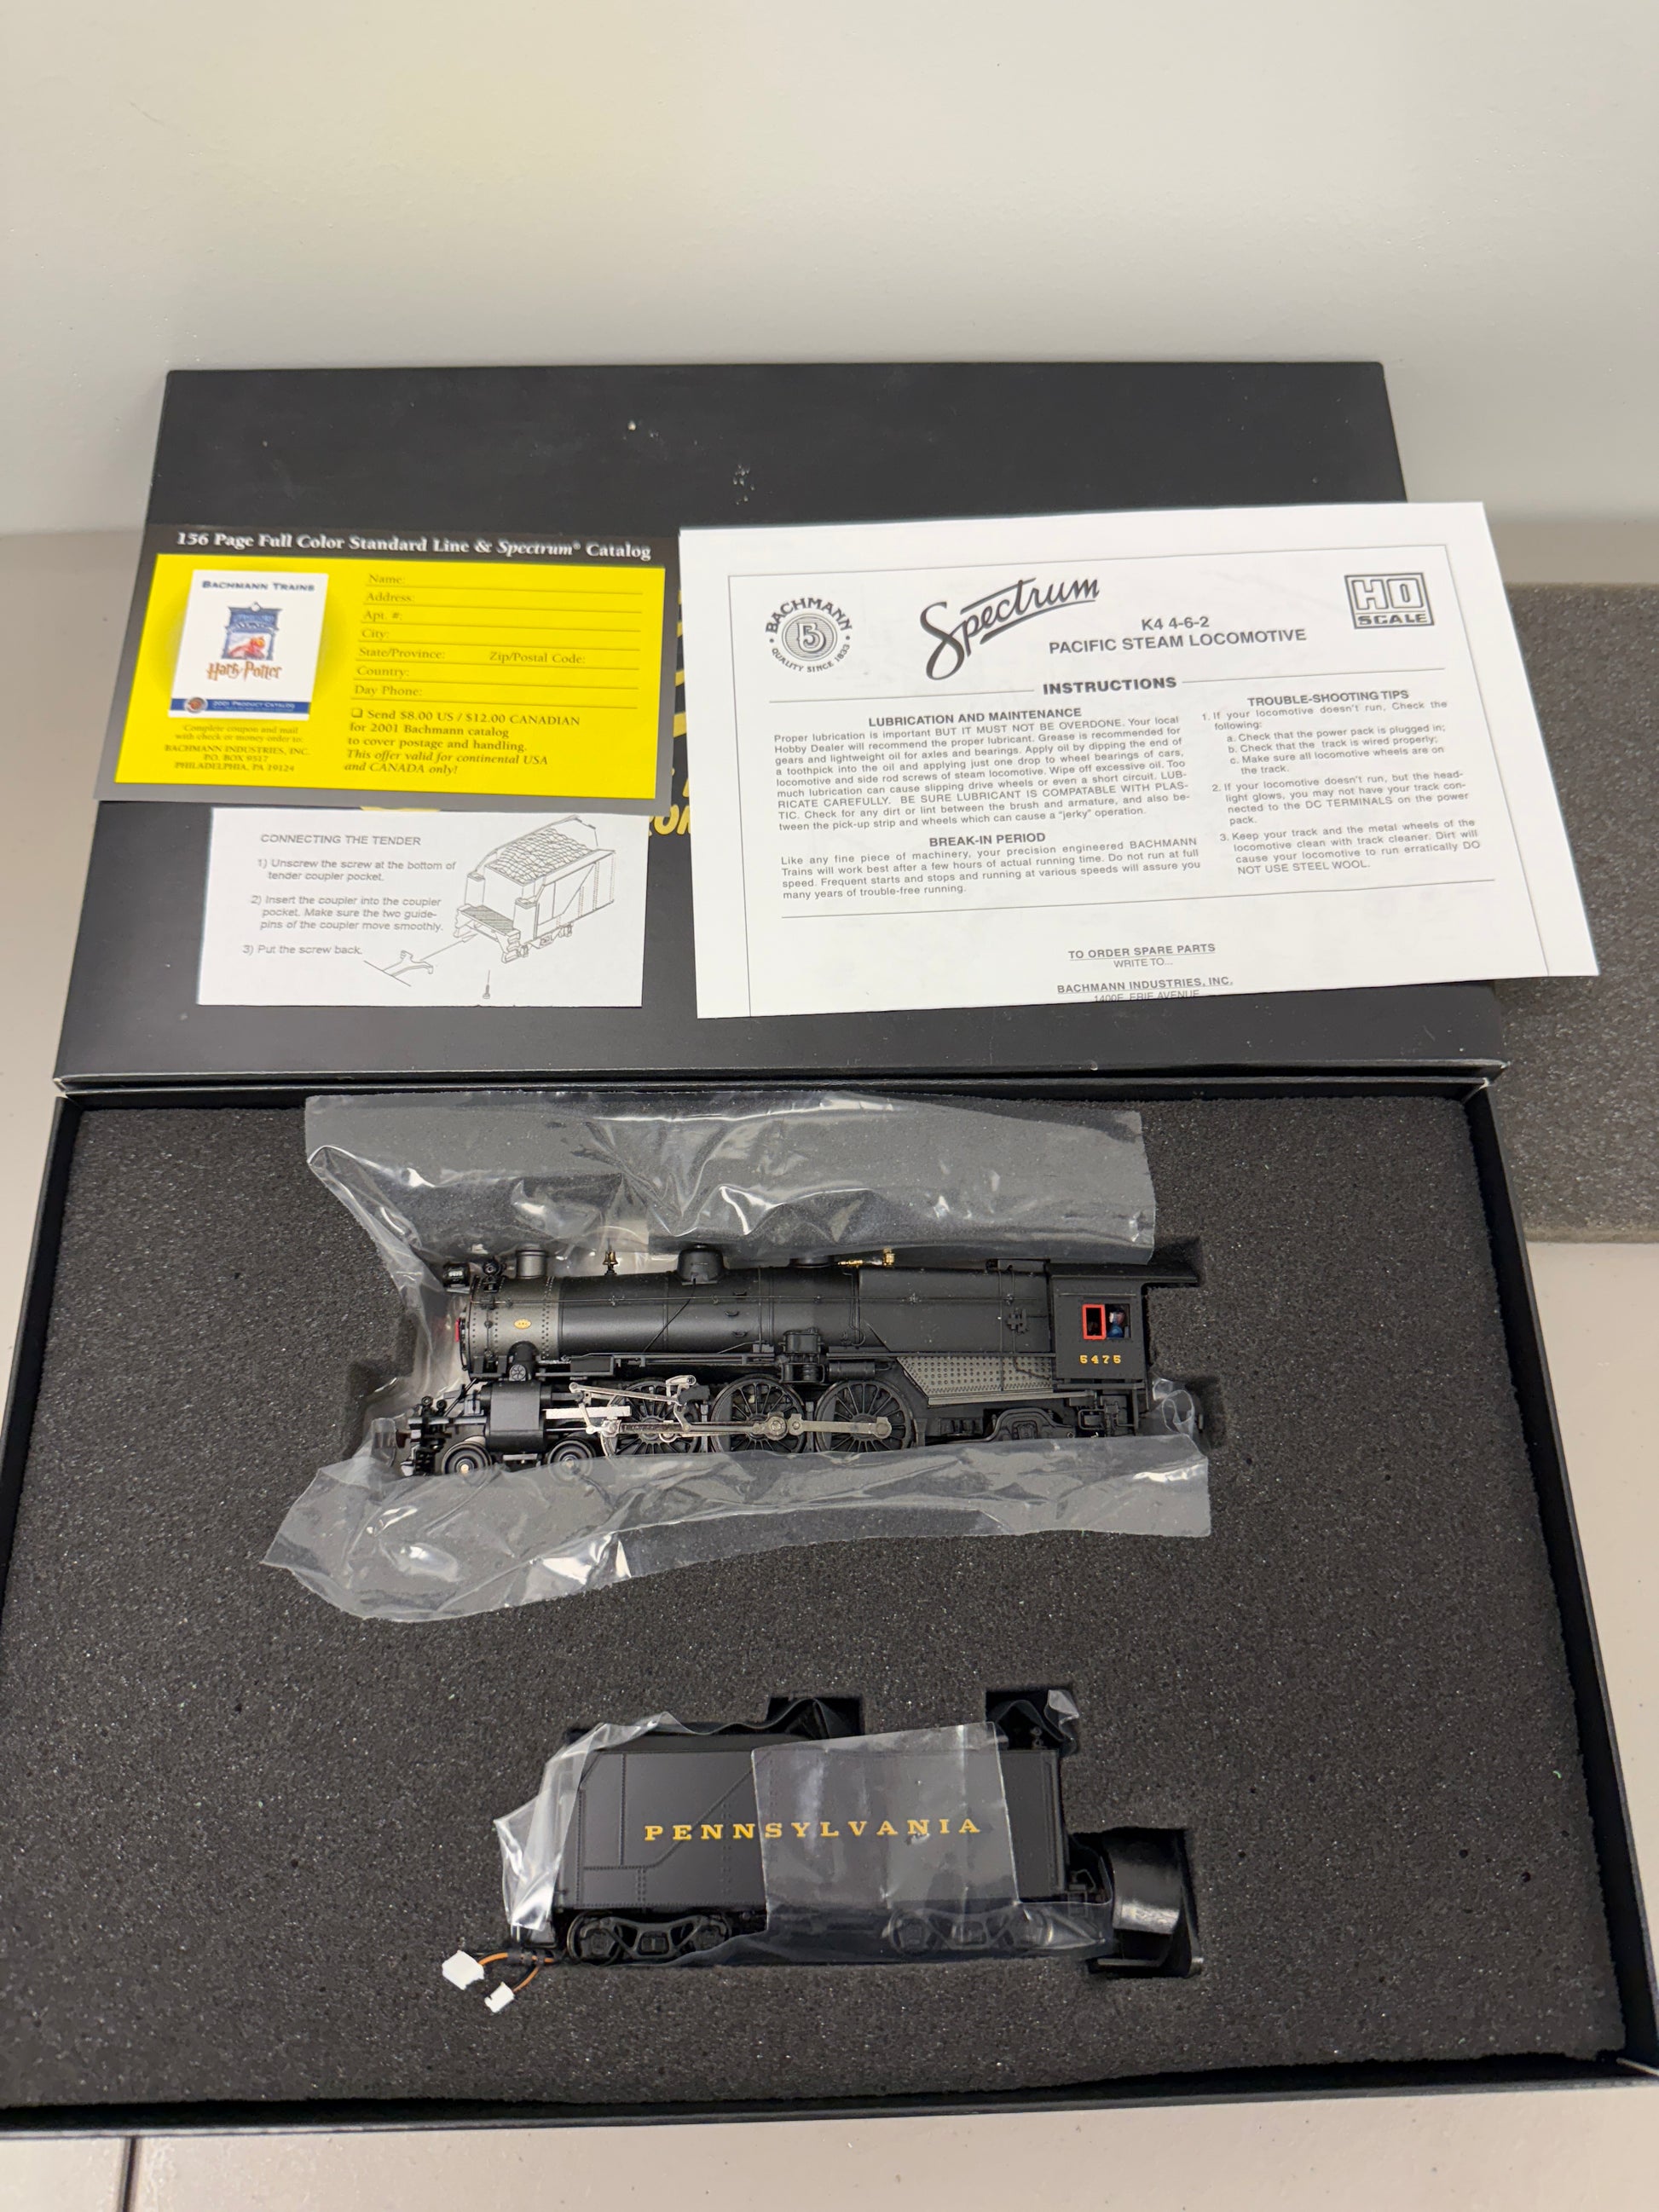 156 Page Full Color Standard Line & Spectrum® Catalog
BACHMANN TRAINS
Harry Potter
2001 PRODUCT CATALOG
Complete coupon and mail
with check or money order to:
BACHMANN INDUSTRIES, INC.
P.O. BOX 9517
PHILADELPHIA, PA 19124
Name:
Address:
Apt. #:
City:
State/Province: Zip/Postal Code:
Country:
Day Phone:
❑ Send $8.00 US / $12.00 CANADIAN
for 2001 Bachmann catalog
to cover postage and handling.
This offer valid for continental USA
and CANADA only!
CONNECTING THE TENDER
1) Unscrew the screw at the bottom of
tender coupler pocket.
2) Insert the coupler into the coupler
pocket. Make sure the two guide-
pins of the coupler move smoothly.
3) Put the screw back.
BACHMANN
B
QUALITY SINCE 1833
Spectrum
K4 4-6-2
PACIFIC STEAM LOCOMOTIVE
HO
SCALE
INSTRUCTIONS
LUBRICATION AND MAINTENANCE
Proper lubrication is important BUT IT MUST NOT BE OVERDONE. Your local
Hobby Dealer will recommend the proper lubricant. Grease is recommended for
gears and lightweight oil for axles and bearings. Apply oil by dipping the end of
a toothpick into the oil and applying just one drop to wheel bearings of cars,
locomotive and side rod screws of steam locomotive. Wipe off excessive oil. Too
much lubrication can cause slipping drive wheels or even a short circuit. LUB-
RICATE CAREFULLY. BE SURE LUBRICANT IS COMPATABLE WITH PLAS-
TIC. Check for any dirt or lint between the brush and armature, and also be-
tween the pick-up strip and wheels which can cause a "jerky" operation.
BREAK-IN PERIOD
Like any fine piece of machinery, your precision engineered BACHMANN
Trains will work best after a few hours of actual running time. Do not run at full
speed. Frequent starts and stops and running at various speeds will assure you
many years of trouble-free running.
TROUBLE-SHOOTING TIPS
1. If your locomotive doesn't run, Check the
following:
a. Check that the power pack is plugged in;
b. Check that the track is wired properly;
c. Make sure all locomotive wheels are on
the track.
2. If your locomotive doesn't run, but the head-
light glows, you may not have your track con-
nected to the DC TERMINALS on the power
pack.
3. Keep your track and the metal wheels of the
locomotive clean with track cleaner. Dirt will
cause your locomotive to run erratically DO
NOT USE STEEL WOOL.
TO ORDER SPARE PARTS
WRITE TO...
BACHMANN INDUSTRIES, INC.
1400E. ERIE AVENUE
5475
PENNSYLVANIA